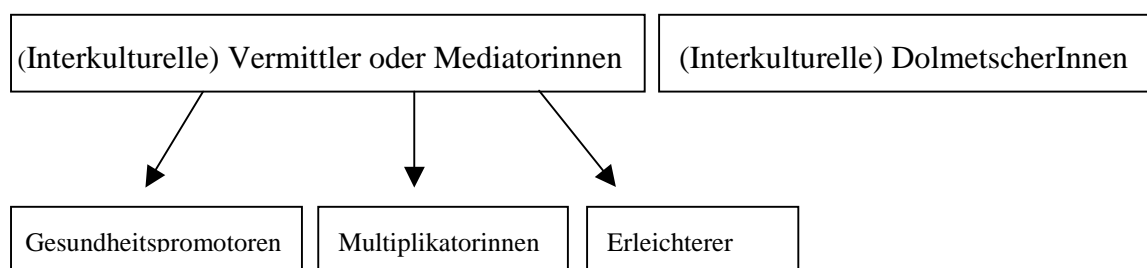 (Interkulturelle) Vermittler oder Mediatorinnen
(Interkulturelle) DolmetscherInnen
Gesundheitspromotoren
Multiplikatorinnen
Erleichterer